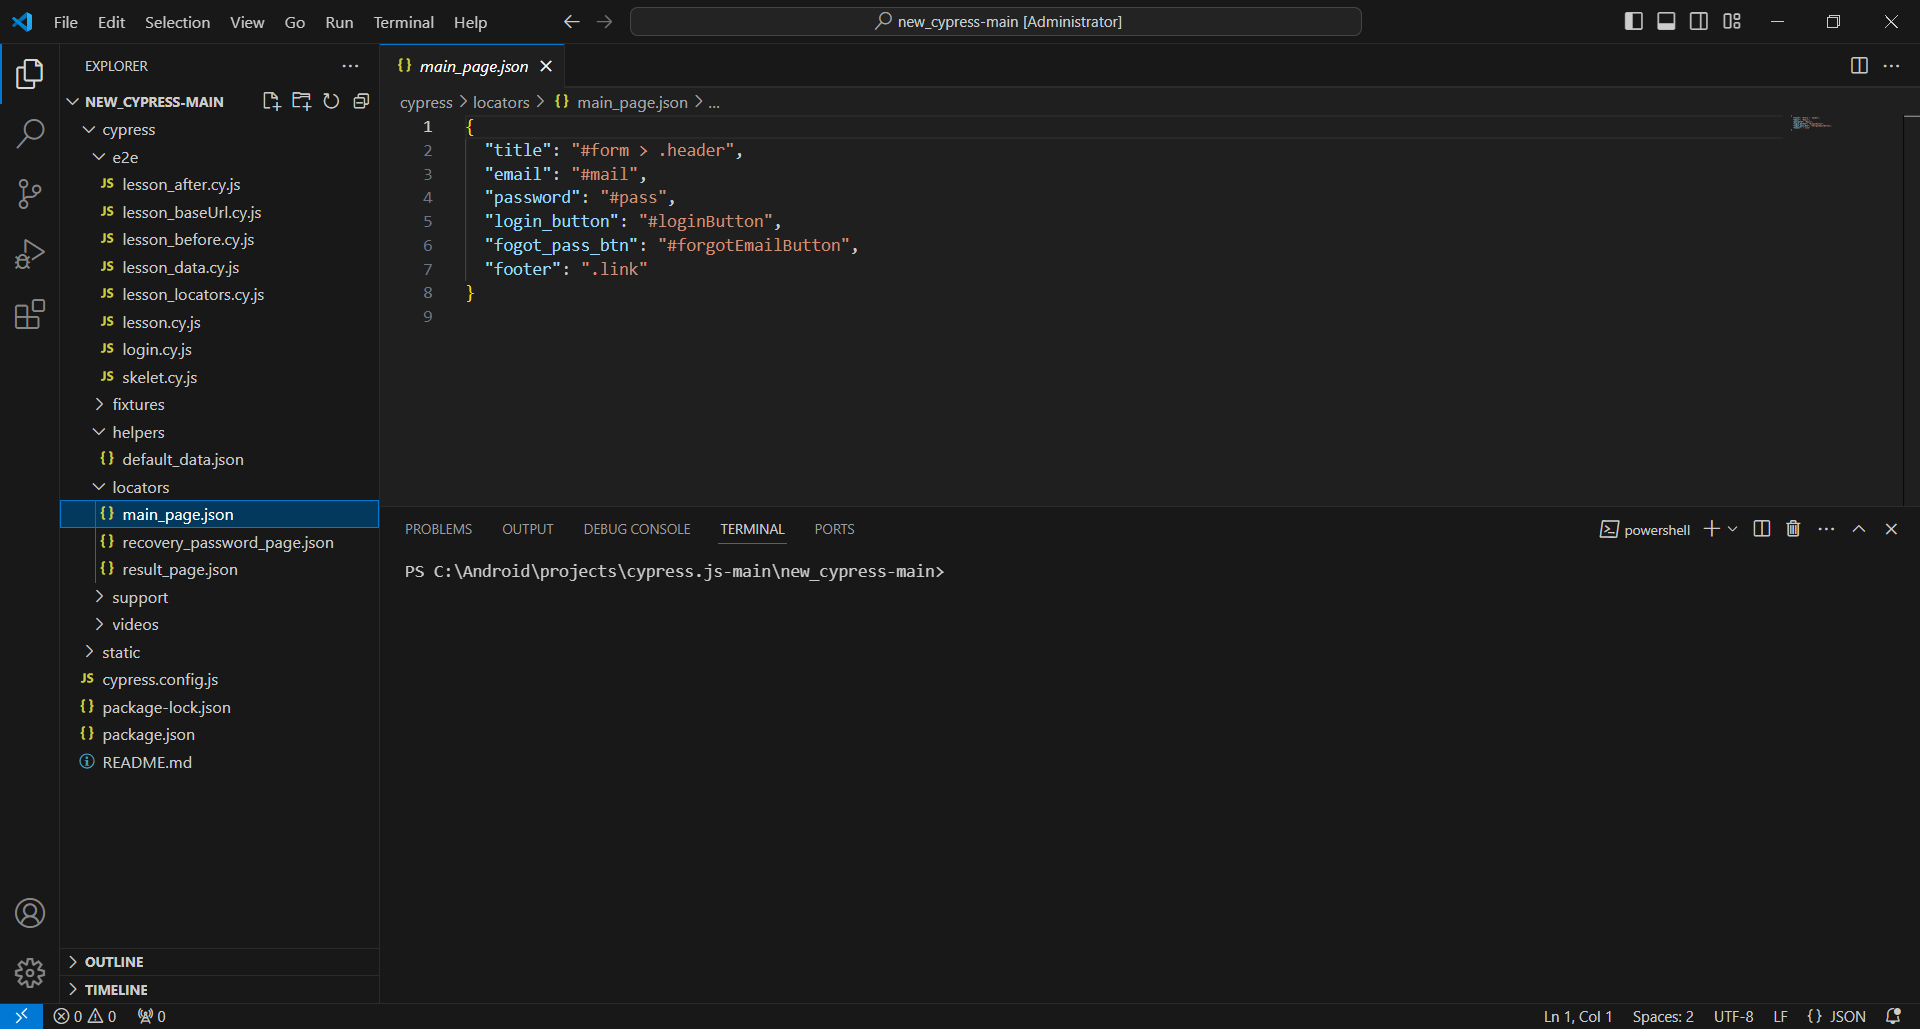 File Edit Selection View Go Run Terminal Help
new_cypress-main [Administrator]
EXPLORER
NEW_CYPRESS-MAIN
cypress
e2e
JS lesson_after.cy.js
JS lesson_baseUrl.cy.js
JS lesson_before.cy.js
JS lesson_data.cy.js
JS lesson_locators.cy.js
JS lesson.cy.js
JS login.cy.js
JS skelet.cy.js
fixtures
helpers
{} default_data.json
locators
{} main_page.json
{} recovery_password_page.json
{} result_page.json
support
videos
static
JS cypress.config.js
{} package-lock.json
{} package.json
README.md
OUTLINE
TIMELINE
{} main_page.json
cypress > locators > {} main_page.json > ...
1 {
2 "title": "#form > .header",
3 "email": "#mail",
4 "password": "#pass",
5 "login_button": "#loginButton",
6 "fogot_pass_btn": "#forgotEmailButton",
7 "footer": ".link"
8 }
9
PROBLEMS OUTPUT DEBUG CONSOLE TERMINAL PORTS
powershell
PS C:\Android\projects\cypress.js-main\new_cypress-main>
0 0 0
Ln 1, Col 1 Spaces: 2 UTF-8 LF {} JSON